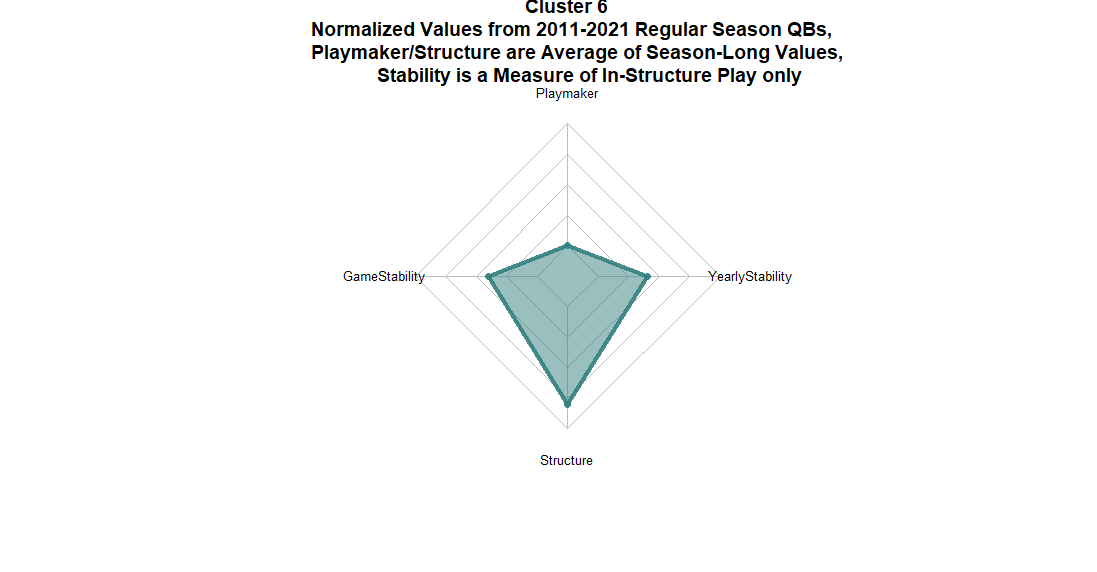 Cluster 6
Normalized Values from 2011-2021 Regular Season QBs,
Playmaker/Structure are Average of Season-Long Values,
Stability is a Measure of In-Structure Play only
Playmaker
GameStability
YearlyStability
Structure